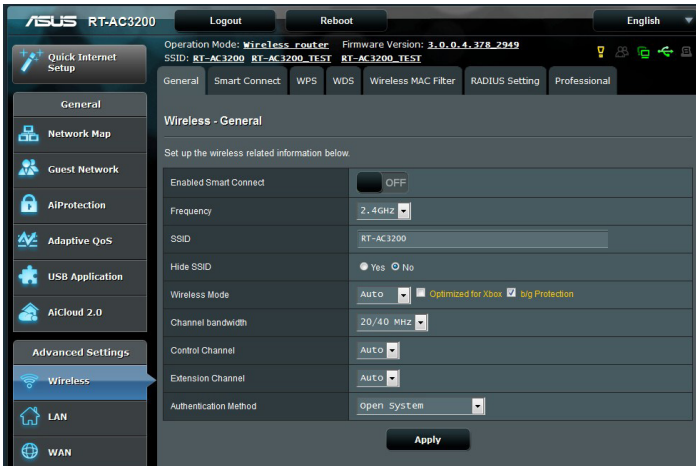 ASUS RT-AC3200 Logout Reboot English
Quick Internet Setup
Operation Mode: Wireless router Firmware Version: 3.0.0.4.378_2949
SSID: RT-AC3200 RT-AC3200_TEST RT-AC3200_TEST
General Smart Connect WPS WDS Wireless MAC Filter RADIUS Setting Professional
General
Network Map
Guest Network
AiProtection
Adaptive QoS
USB Application
AiCloud 2.0
Advanced Settings
Wireless
LAN
WAN
Wireless - General
Set up the wireless related information below.
Enabled Smart Connect OFF
Frequency 2.4GHz
SSID RT-AC3200
Hide SSID Yes No
Wireless Mode Auto Optimized for Xbox b/g Protection
Channel bandwidth 20/40 MHz
Control Channel Auto
Extension Channel Auto
Authentication Method Open System
Apply